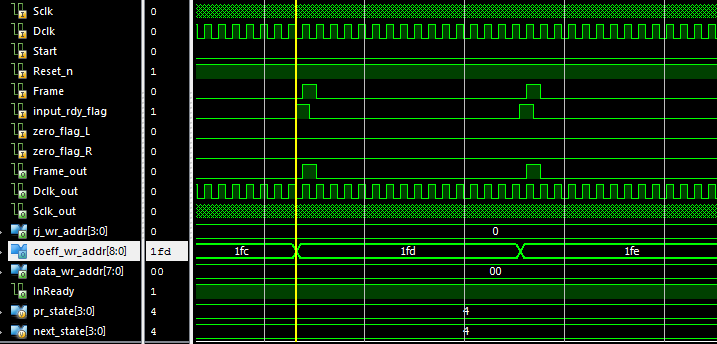 Sclk 0
Dclk 0
Start 0
Reset_n 1
Frame 0
input_rdy_flag 1
zero_flag_L 0
zero_flag_R 0
Frame_out 0
Dclk_out 0
Sclk_out 0
rj_wr_addr[3:0] 0 0
coeff_wr_addr[8:0] 1fd 1fc 1fd 1fe
data_wr_addr[7:0] 00 00
InReady 1
pr_state[3:0] 4 4
next_state[3:0] 4 4